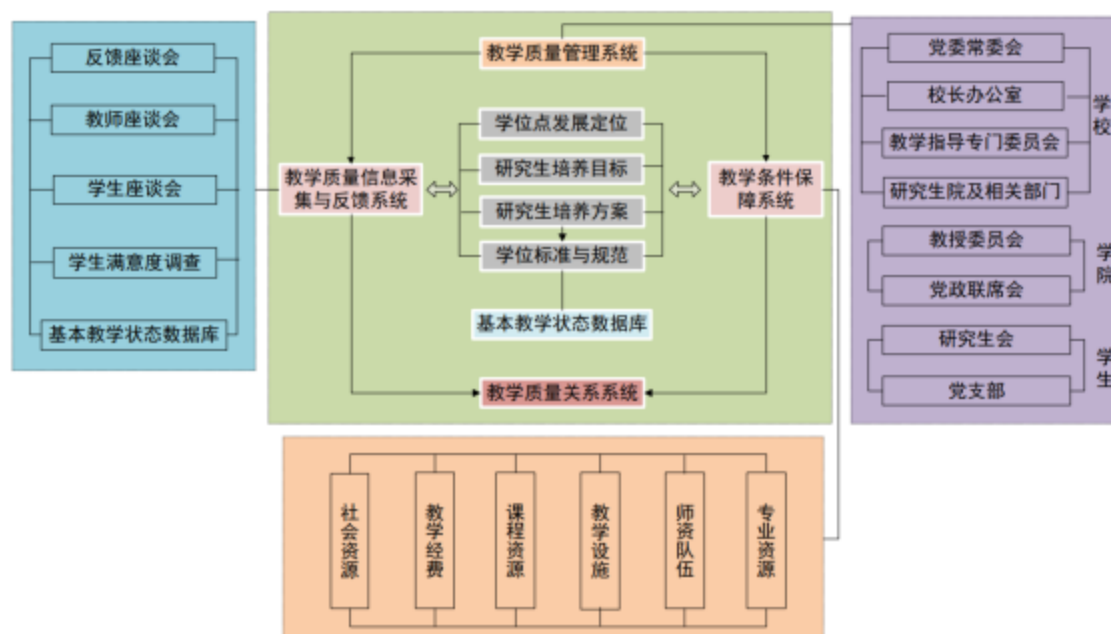 反馈座谈会
教师座谈会
学生座谈会
学生满意度调查
基本教学状态数据库
教学质量管理系统
学位点发展定位
研究生培养目标
研究生培养方案
学位标准与规范
教学质量信息采
集与反馈系统
教学条件保
障系统
基本教学状态数据库
教学质量关系系统
党委常委会
校长办公室
教学指导专门委员会
研究生院及相关部门
学校
教授委员会
党政联席会
学院
研究生会
党支部
学生
社会资源
教学经费
课程资源
教学设施
师资队伍
专业资源